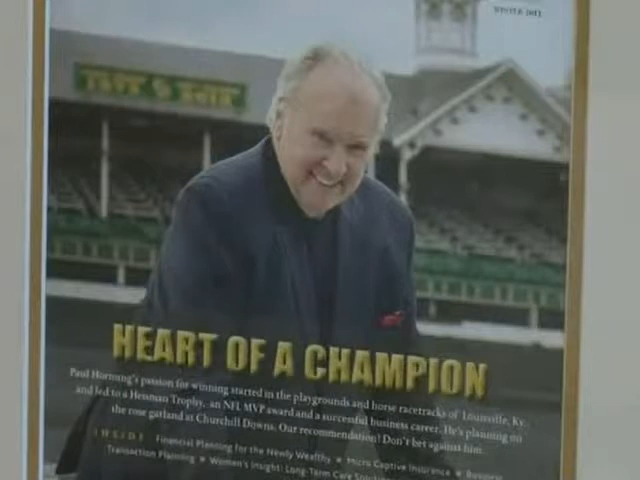 WINTER 2012
HEART OF A CHAMPION
Paul Hornung's passion for winning started in the playgrounds and horse racetracks of Louisville, Ky.,
and led to a Heisman Trophy, an NFL MVP award and a successful business career. He's planning on
the rose garland at Churchill Downs. Our recommendation? Don't bet against him.
INSIDE Financial Planning for the Newly Wealthy Micro Captive Insurance Business
Transaction Planning Women's Insight: Long-Term Care